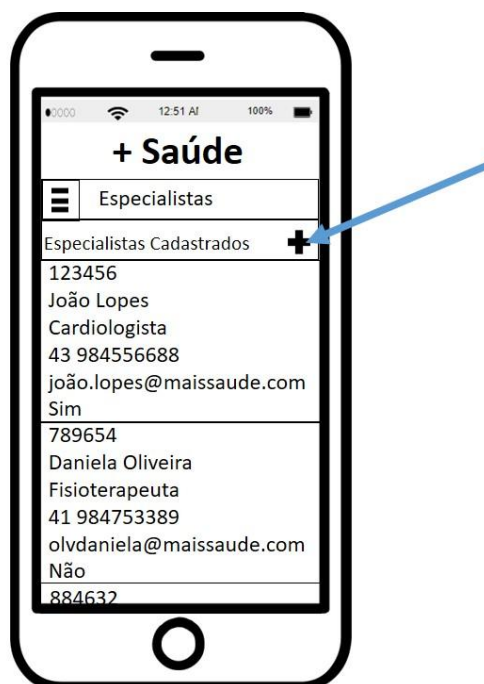 12:51 AI 100%
+ Saúde
Especialistas
Especialistas Cadastrados +
123456
João Lopes
Cardiologista
43 984556688
joão.lopes@maissaude.com
Sim
789654
Daniela Oliveira
Fisioterapeuta
41 984753389
olvdaniela@maissaude.com
Não
884632